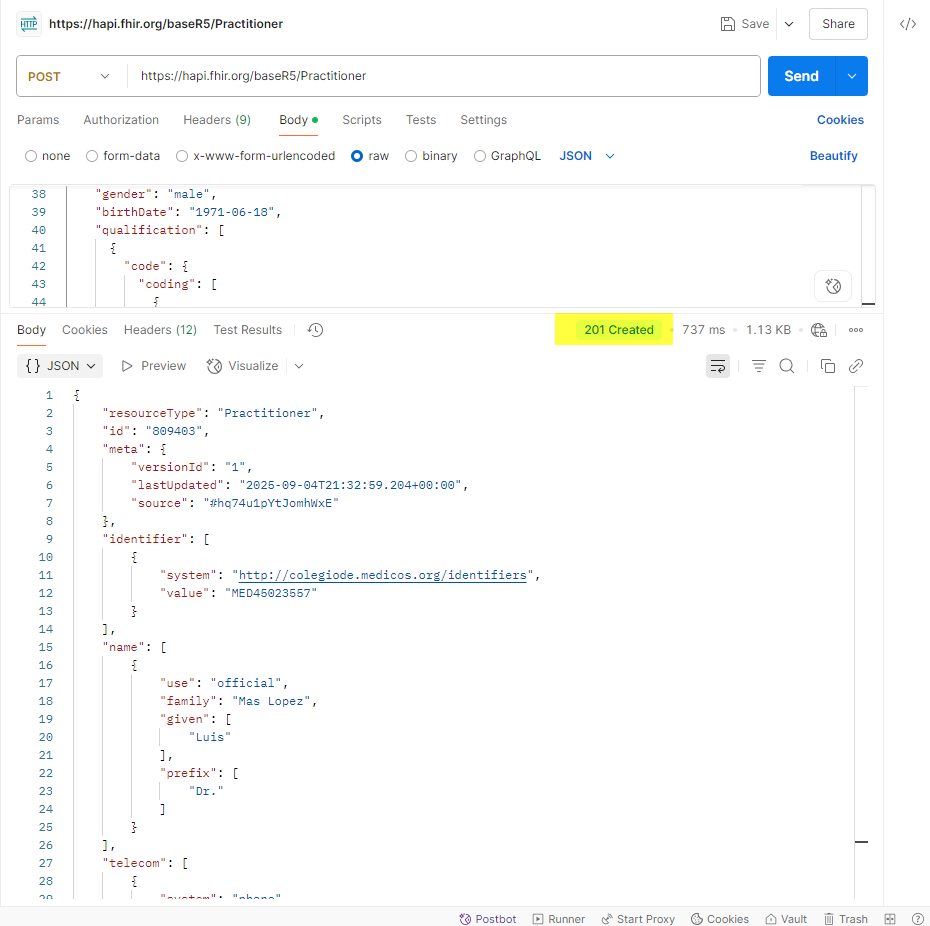 HTTP https://hapi.fhir.org/baseR5/Practitioner Save Share
POST https://hapi.fhir.org/baseR5/Practitioner Send
Params Authorization Headers (9) Body Scripts Tests Settings Cookies
none form-data x-www-form-urlencoded raw binary GraphQL JSON Beautify
38 "gender": "male",
39 "birthDate": "1971-06-18",
40 "qualification": [
41 {
42 "code": {
43 "coding": [
44 {
Body Cookies Headers (12) Test Results 201 Created 737 ms 1.13 KB
{} JSON Preview Visualize
1 {
2 "resourceType": "Practitioner",
3 "id": "809403",
4 "meta": {
5 "versionId": "1",
6 "lastUpdated": "2025-09-04T21:32:59.204+00:00",
7 "source": "#hq74u1pYtJomhWxE"
8 },
9 "identifier": [
10 {
11 "system": "http://colegiode.medicos.org/identifiers",
12 "value": "MED45023557"
13 }
14 ],
15 "name": [
16 {
17 "use": "official",
18 "family": "Mas Lopez",
19 "given": [
20 "Luis"
21 ],
22 "prefix": [
23 "Dr."
24 ]
25 }
26 ],
27 "telecom": [
28 {
29 "system": "phone"
Postbot Runner Start Proxy Cookies Vault Trash